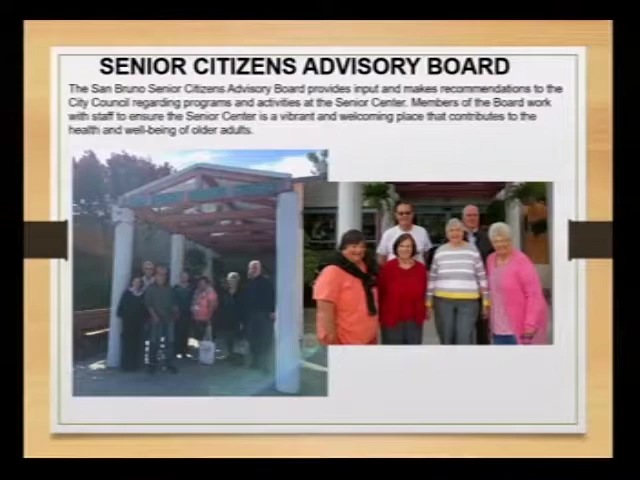 SENIOR CITIZENS ADVISORY BOARD
The San Bruno Senior Citizens Advisory Board provides input and makes recommendations to the
City Council regarding programs and activities at the Senior Center. Members of the Board work
with staff to ensure the Senior Center is a vibrant and welcoming place that contributes to the
health and well-being of older adults.